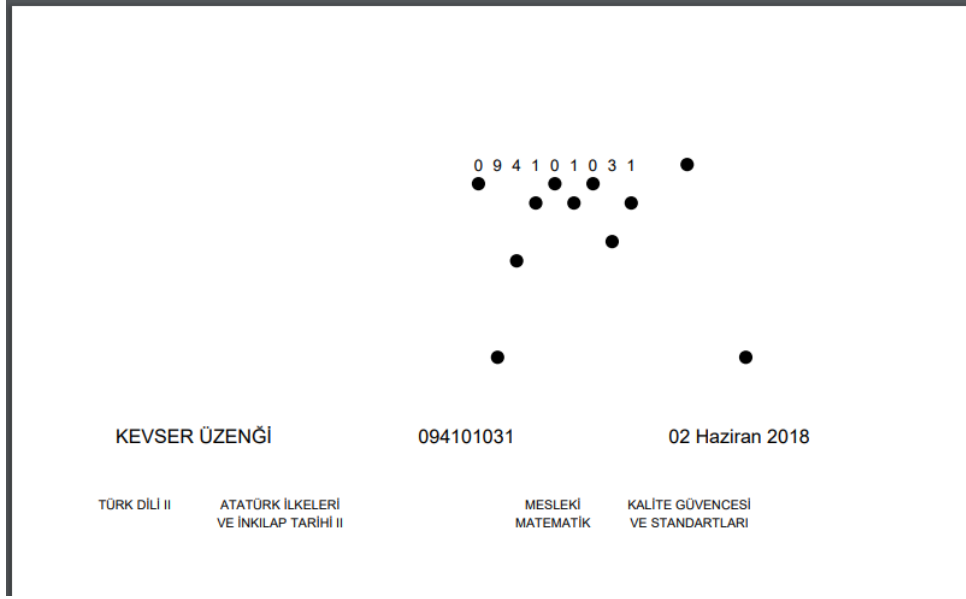 0 9 4 1 0 1 0 3 1
KEVSER ÜZENĞİ 094101031 02 Haziran 2018
TÜRK DİLİ II ATATÜRK İLKELERİ MESLEKİ KALİTE GÜVENCESİ
VE İNKILAP TARİHİ II MATEMATİK VE STANDARTLARI